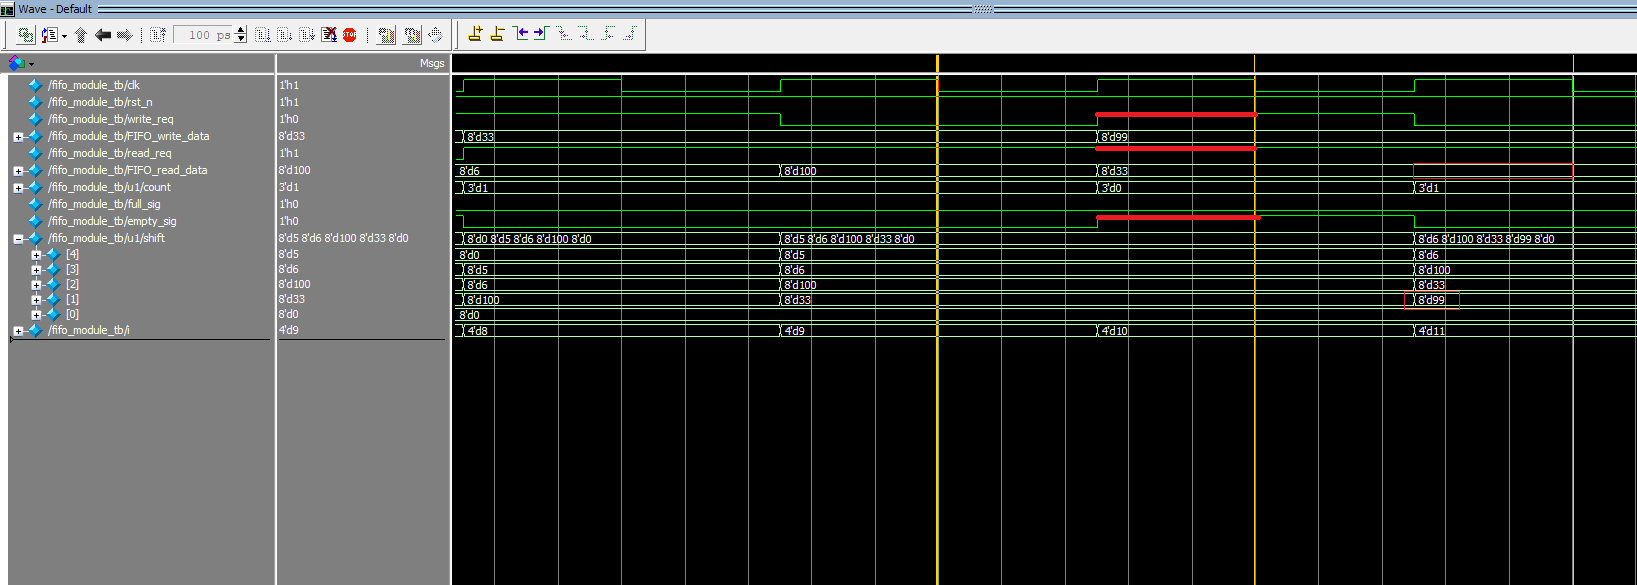 Wave - Default
100 ps
STOP
Msgs
/fifo_module_tb/clk 1'h1
/fifo_module_tb/rst_n 1'h1
/fifo_module_tb/write_req 1'h0
/fifo_module_tb/FIFO_write_data 8'd33 8'd33 8'd99
/fifo_module_tb/read_req 1'h1
/fifo_module_tb/FIFO_read_data 8'd100 8'd6 8'd100 8'd33
/fifo_module_tb/u1/count 3'd1 3'd1 3'd0 3'd1
/fifo_module_tb/full_sig 1'h0
/fifo_module_tb/empty_sig 1'h0
/fifo_module_tb/u1/shift 8'd5 8'd6 8'd100 8'd33 8'd0 8'd0 8'd5 8'd6 8'd100 8'd0 8'd5 8'd6 8'd100 8'd33 8'd0 8'd6 8'd100 8'd33 8'd99 8'd0
[4] 8'd5 8'd0 8'd5 8'd6
[3] 8'd6 8'd5 8'd6 8'd100
[2] 8'd100 8'd6 8'd100 8'd33
[1] 8'd33 8'd100 8'd33 8'd99
[0] 8'd0 8'd0
/fifo_module_tb/i 4'd9 4'd8 4'd9 4'd10 4'd11